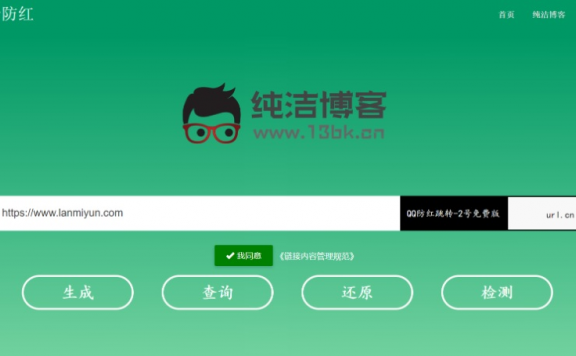 防红
首页 纯洁博客
纯洁博客
www.13bk.cn
https://www.lanmiyun.com QQ防红跳转-2号免费版 url.cn
我同意 《链接内容管理规范》
生成 查询 还原 检测